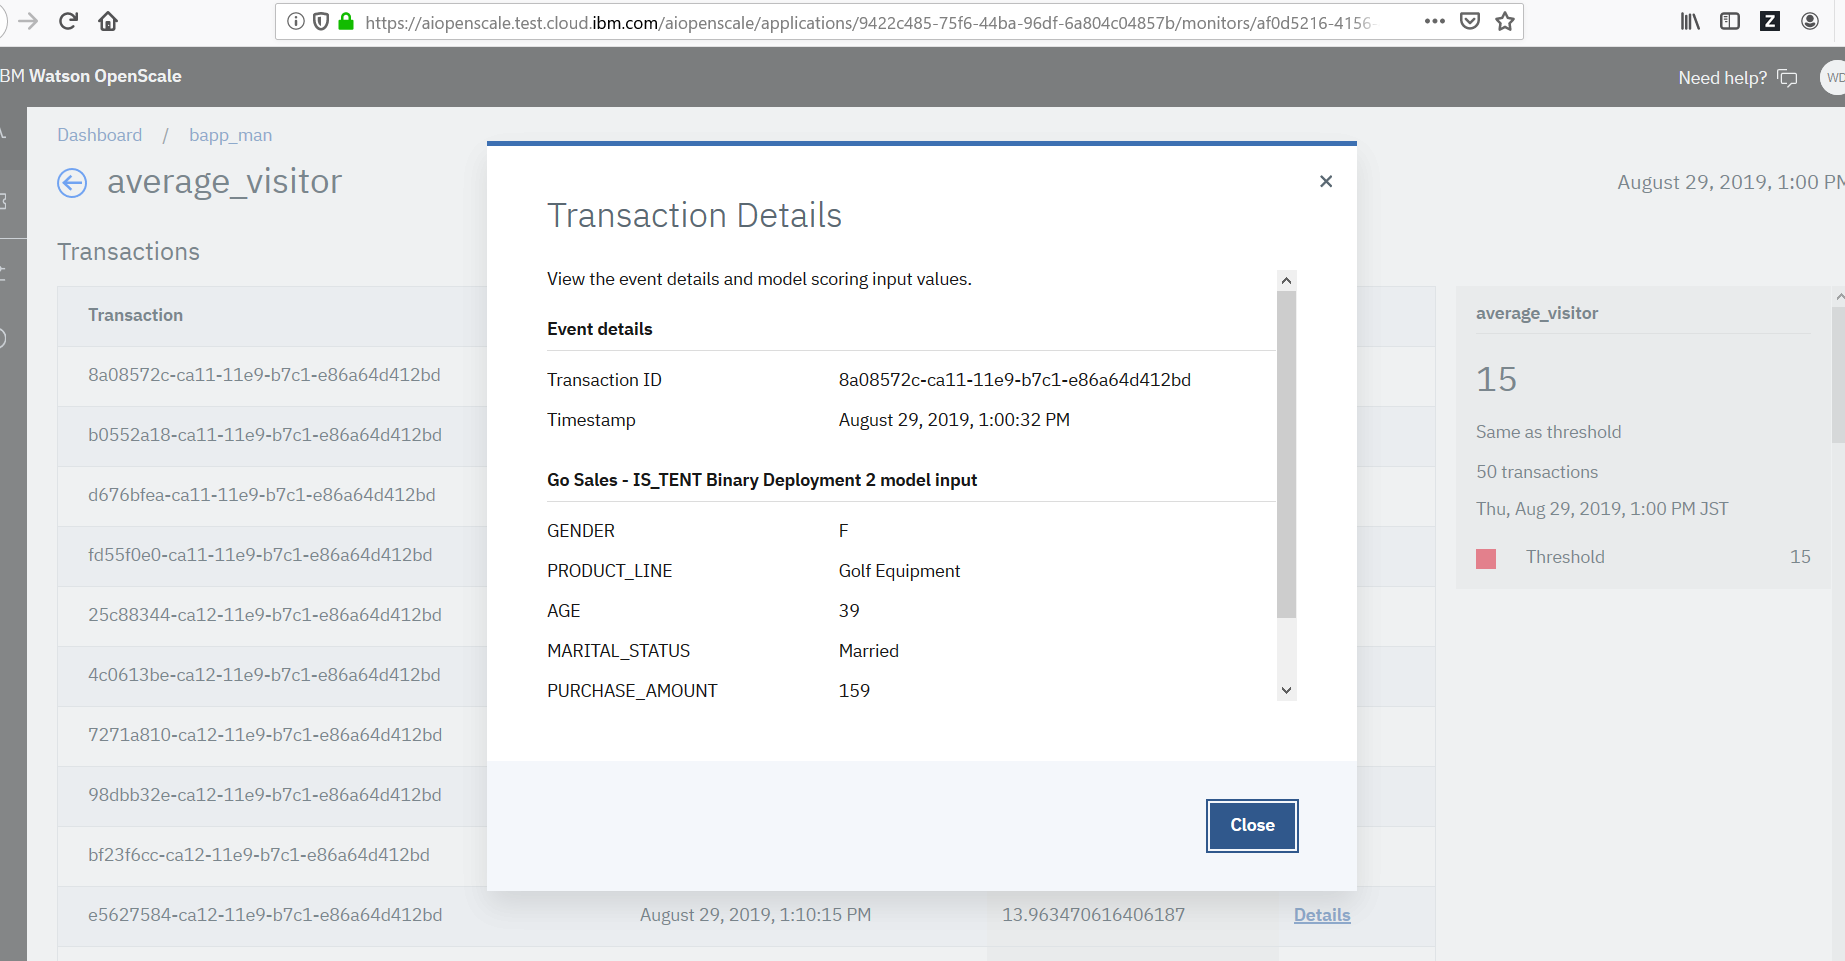 https://aiopenscale.test.cloud.ibm.com/aiopenscale/applications/9422c485-75f6-44ba-96df-6a804c04857b/monitors/af0d5216-4156-
BM Watson OpenScale
Need help?
WD
Dashboard / bapp_man
average_visitor
August 29, 2019, 1:00 PM
Transactions
Transaction
8a08572c-ca11-11e9-b7c1-e86a64d412bd
b0552a18-ca11-11e9-b7c1-e86a64d412bd
d676bfea-ca11-11e9-b7c1-e86a64d412bd
fd55f0e0-ca11-11e9-b7c1-e86a64d412bd
25c88344-ca12-11e9-b7c1-e86a64d412bd
4c0613be-ca12-11e9-b7c1-e86a64d412bd
7271a810-ca12-11e9-b7c1-e86a64d412bd
98dbb32e-ca12-11e9-b7c1-e86a64d412bd
bf23f6cc-ca12-11e9-b7c1-e86a64d412bd
e5627584-ca12-11e9-b7c1-e86a64d412bd August 29, 2019, 1:10:15 PM 13.963470616406187 Details
Transaction Details
View the event details and model scoring input values.
Event details
Transaction ID 8a08572c-ca11-11e9-b7c1-e86a64d412bd
Timestamp August 29, 2019, 1:00:32 PM
Go Sales - IS_TENT Binary Deployment 2 model input
GENDER F
PRODUCT_LINE Golf Equipment
AGE 39
MARITAL_STATUS Married
PURCHASE_AMOUNT 159
Close
average_visitor
15
Same as threshold
50 transactions
Thu, Aug 29, 2019, 1:00 PM JST
Threshold 15